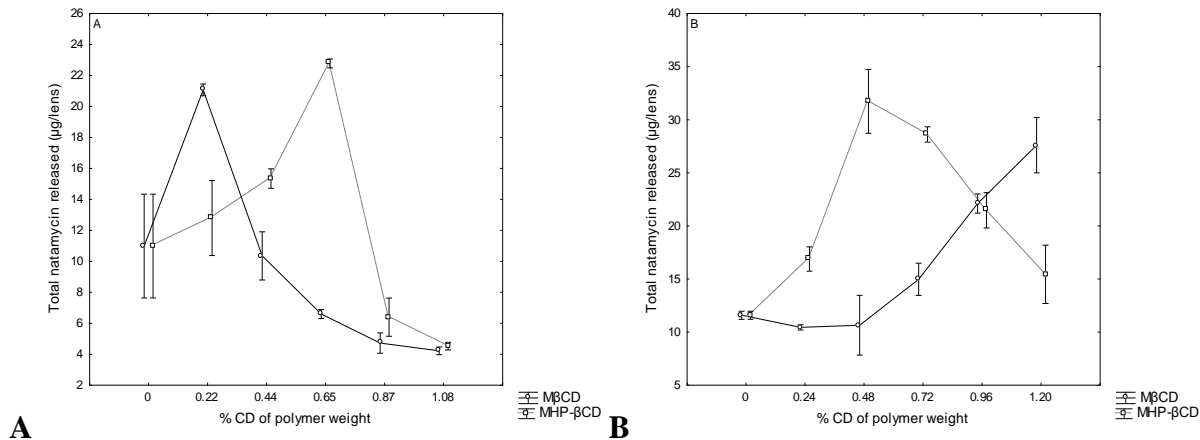 A
26
24
22
20
18
16
14
12
10
8
6
4
2
Total natamycin released (µg/lens)
0 0.22 0.44 0.65 0.87 1.08
% CD of polymer weight
MβCD
MHP-βCD
A
B
40
35
30
25
20
15
10
5
Total natamycin released (µg/lens)
0 0.24 0.48 0.72 0.96 1.20
% CD of polymer weight
MβCD
MHP-βCD
B